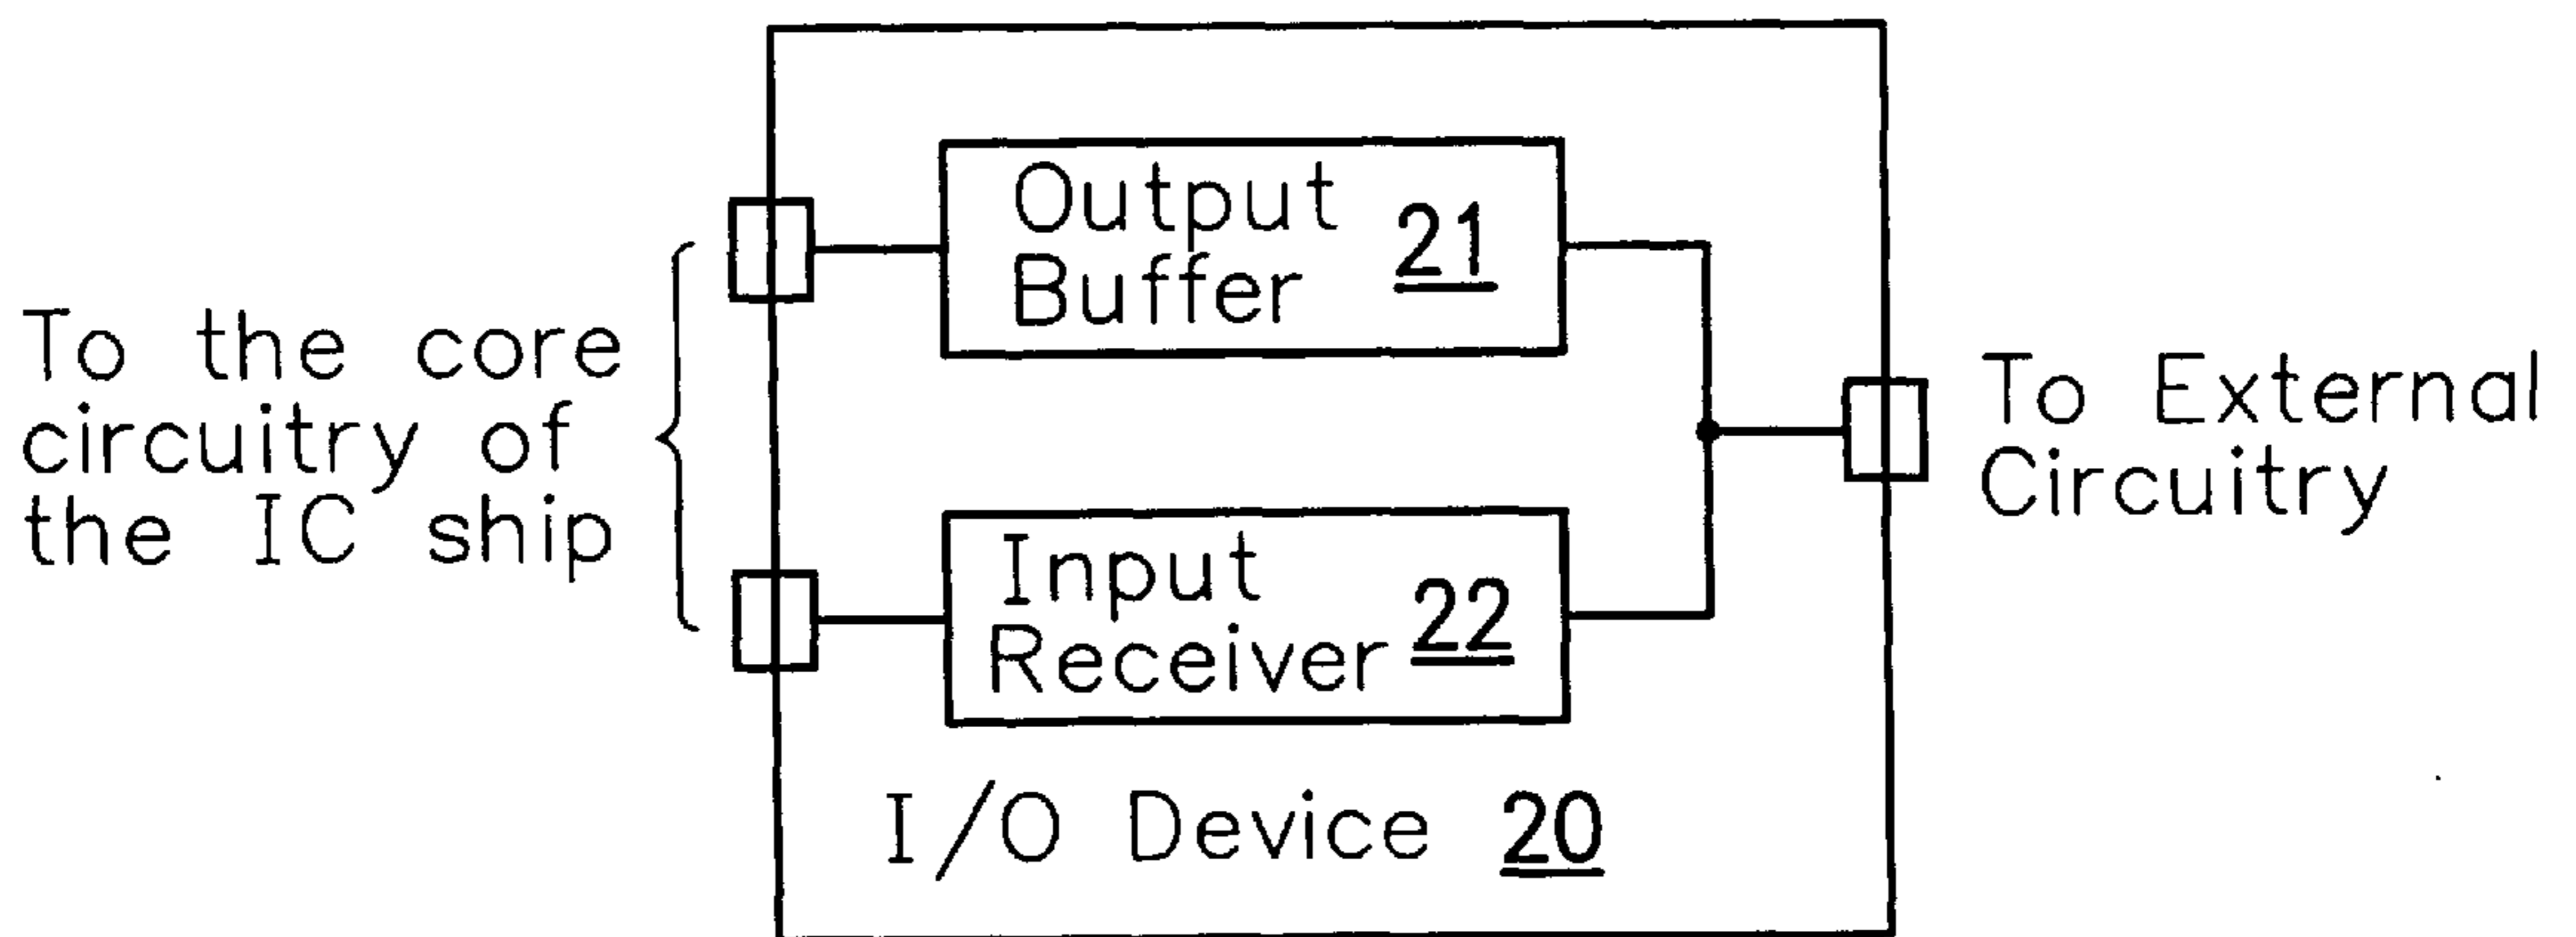 To the core
circuitry of
the IC ship
Output
Buffer 21
Input
Receiver 22
I/O Device 20
To External
Circuitry